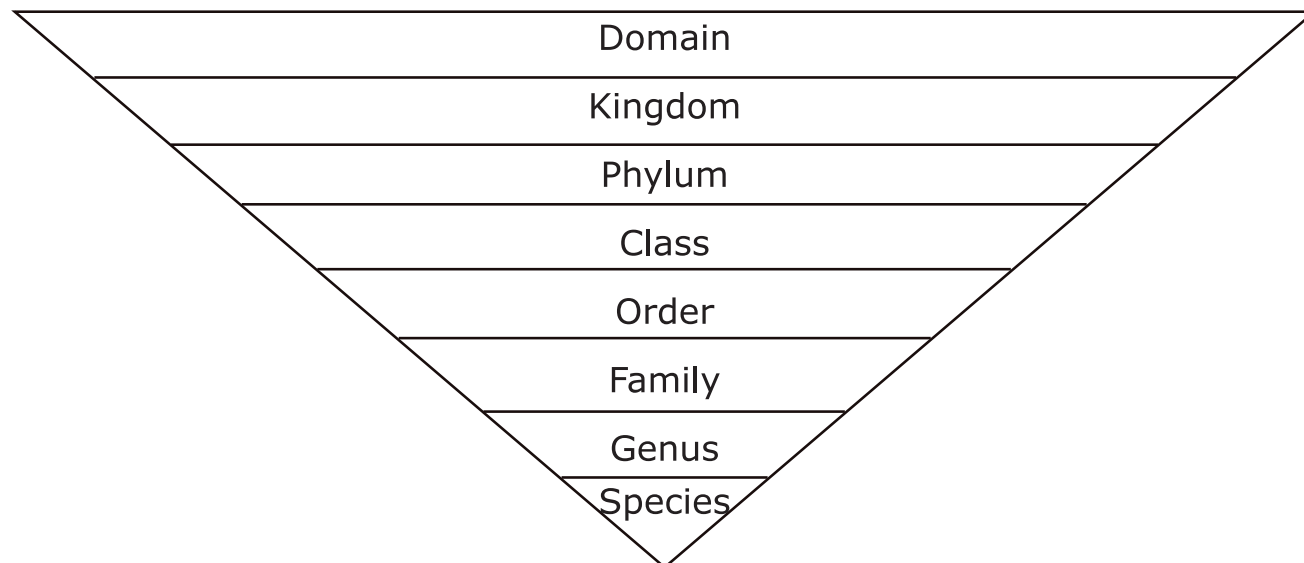 Domain
Kingdom
Phylum
Class
Order
Family
Genus
Species